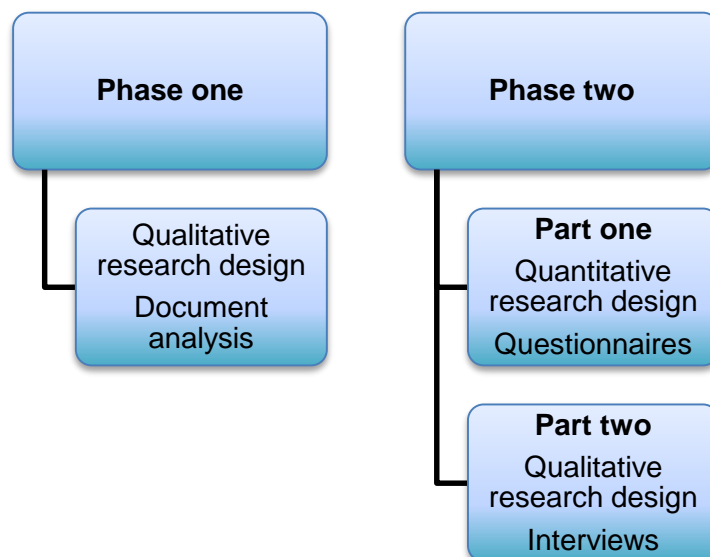 Phase one
Qualitative
research design
Document
analysis
Phase two
Part one
Quantitative
research design
Questionnaires
Part two
Qualitative
research design
Interviews